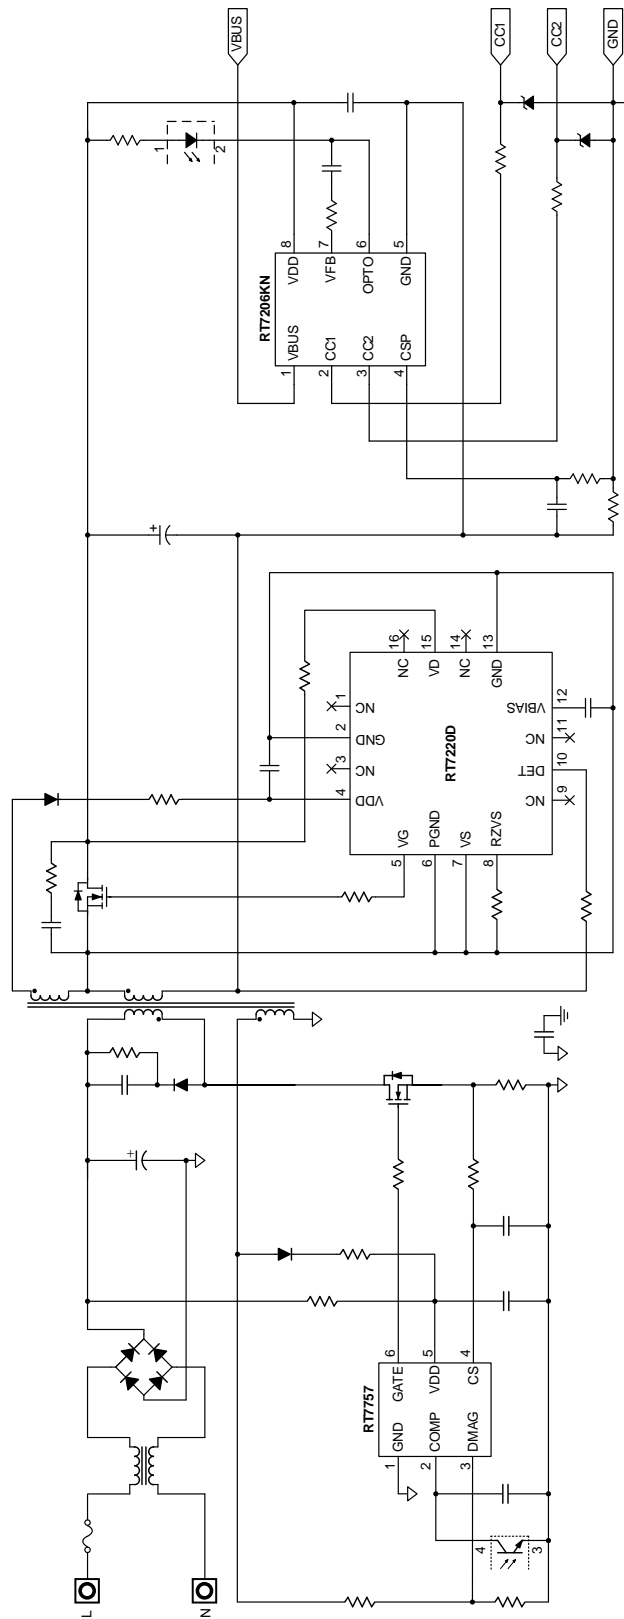 L
N
RT7757
1 GND
2 COMP
3 DMAG
6 GATE
5 VDD
4 CS
4
3
+
RT7220D
NC 1
GND 2
NC 3
VDD 4
5 VG
6 PGND
7 VS
8 RZVS
NC 9
DET 10
NC 11
VBIAS 12
NC 16
VD 15
NC 14
GND 13
+
RT7206KN
1 VBUS
2 CC1
3 CC2
4 CSP
VDD 8
VFB 7
OPTO 6
GND 5
1
2
VBUS
CC1
CC2
GND